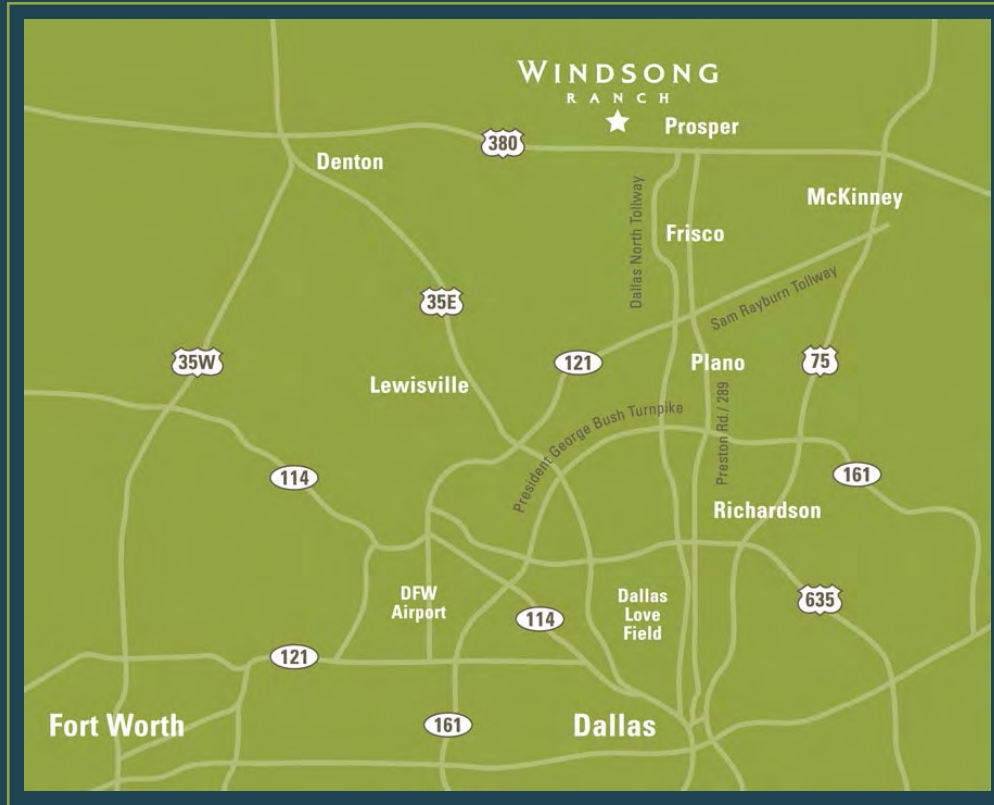 WINDSONG
RANCH
Prosper
380
Denton
McKinney
Dallas North Tollway
Frisco
35E
Sam Rayburn Tollway
35W
121
Plano
75
Lewisville
Preston Rd./ 289
President George Bush Turnpike
114
161
Richardson
DFW
Airport
114
Dallas
Love
Field
635
121
Fort Worth
161
Dallas